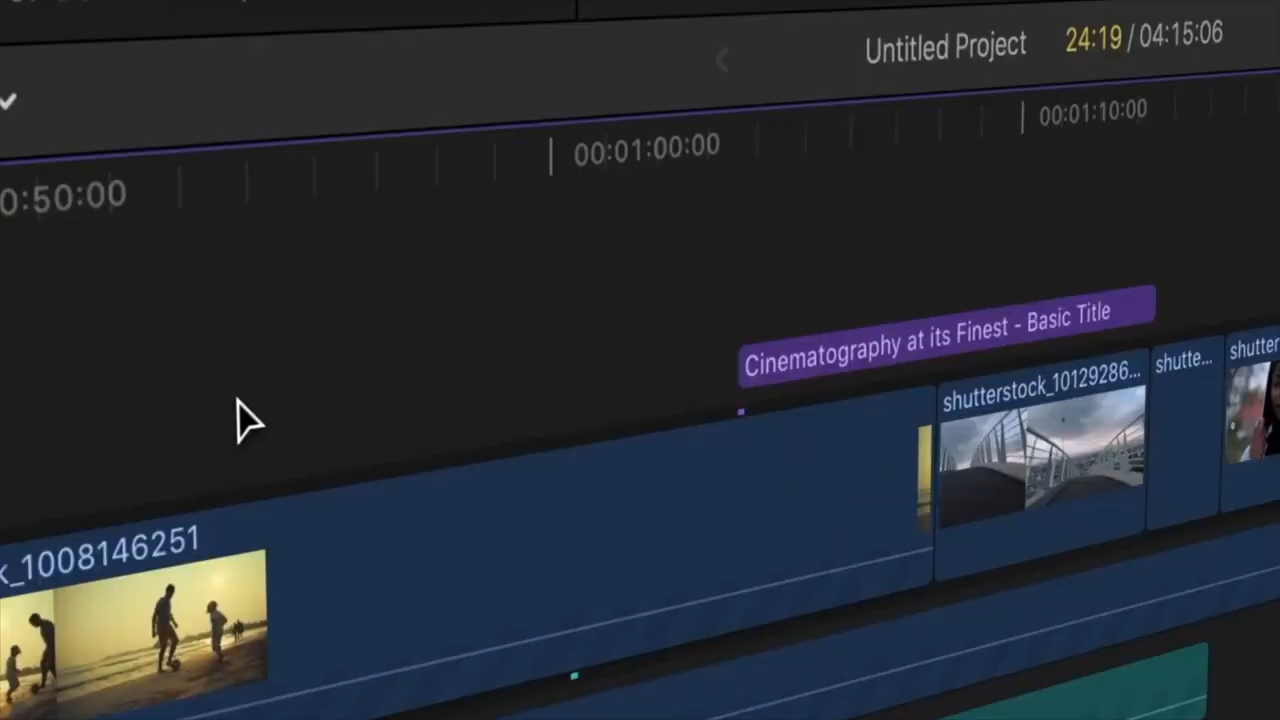 Untitled Project 24:19 / 04:15:06
0:50:00 00:01:00:00 00:01:10:00
Cinematography at its Finest - Basic Title
k_1008146251 shutterstock_10129286... shutte... shutter